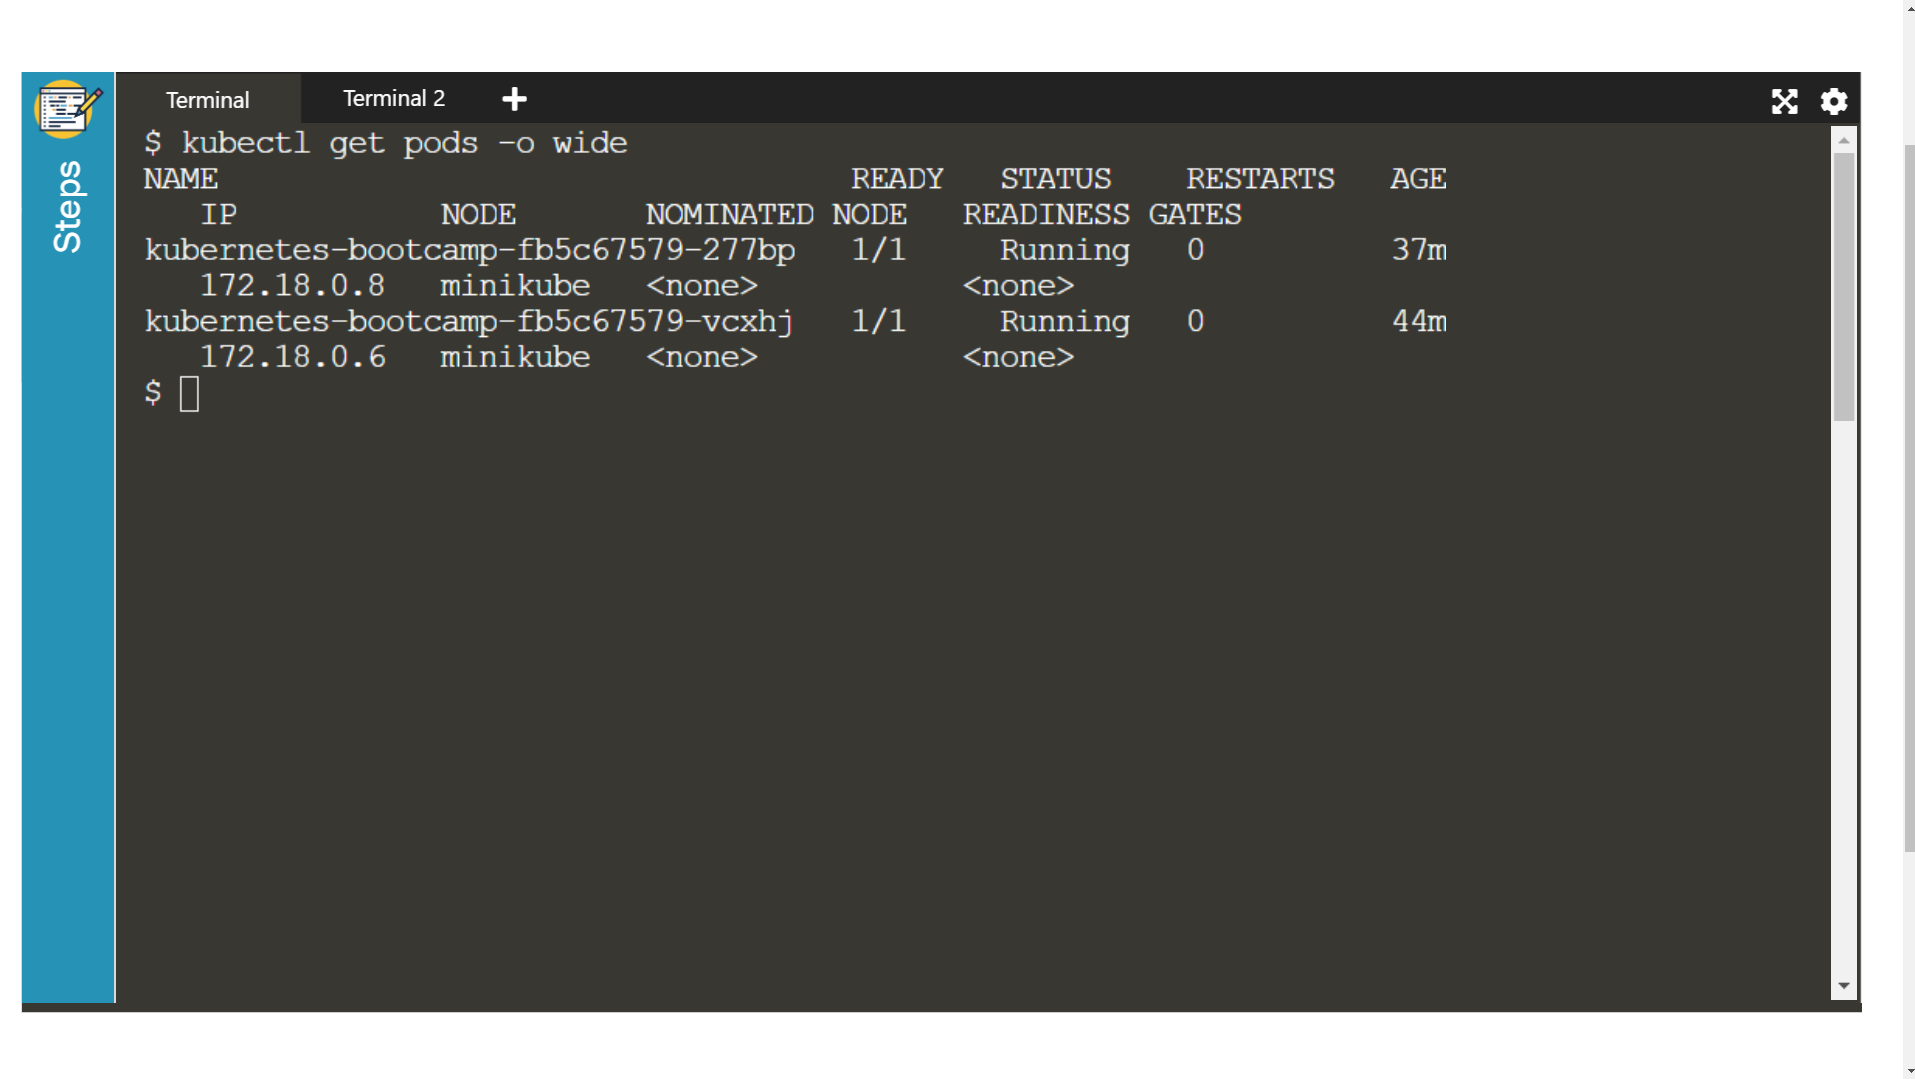 Steps
Terminal Terminal 2
$ kubectl get pods -o wide
NAME READY STATUS RESTARTS AGE
IP NODE NOMINATED NODE READINESS GATES
kubernetes-bootcamp-fb5c67579-277bp 1/1 Running 0 37m
172.18.0.8 minikube <none> <none>
kubernetes-bootcamp-fb5c67579-vcxhj 1/1 Running 0 44m
172.18.0.6 minikube <none> <none>
$